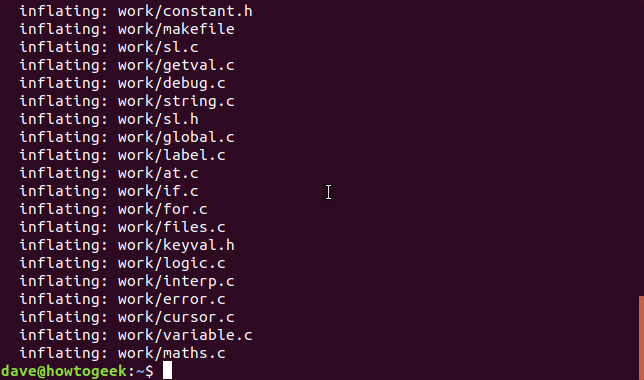 inflating: work/constant.h
inflating: work/makefile
inflating: work/sl.c
inflating: work/getval.c
inflating: work/debug.c
inflating: work/string.c
inflating: work/sl.h
inflating: work/global.c
inflating: work/label.c
inflating: work/at.c
inflating: work/if.c
inflating: work/for.c
inflating: work/files.c
inflating: work/keyval.h
inflating: work/logic.c
inflating: work/interp.c
inflating: work/error.c
inflating: work/cursor.c
inflating: work/variable.c
inflating: work/maths.c
dave@howtogeek:~$